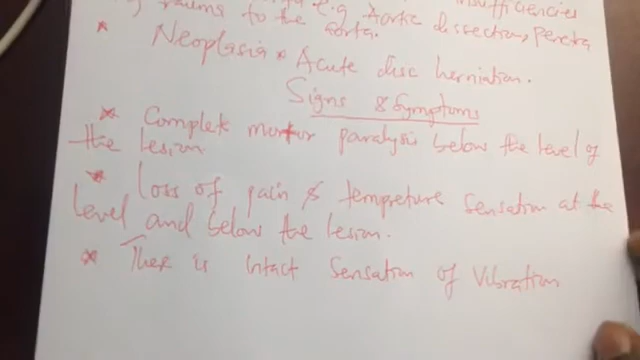 insufficiencies
trauma to the aorta. e.g Aortic dissection, penetra
* Neoplasia * Acute disc herniation.
Signs & Symptoms
* Complete motor paralysis below the level of
the lesion
* Loss of pain & tempreture sensation at the
level and below the lesion.
* Ther is intact sensation of vibration